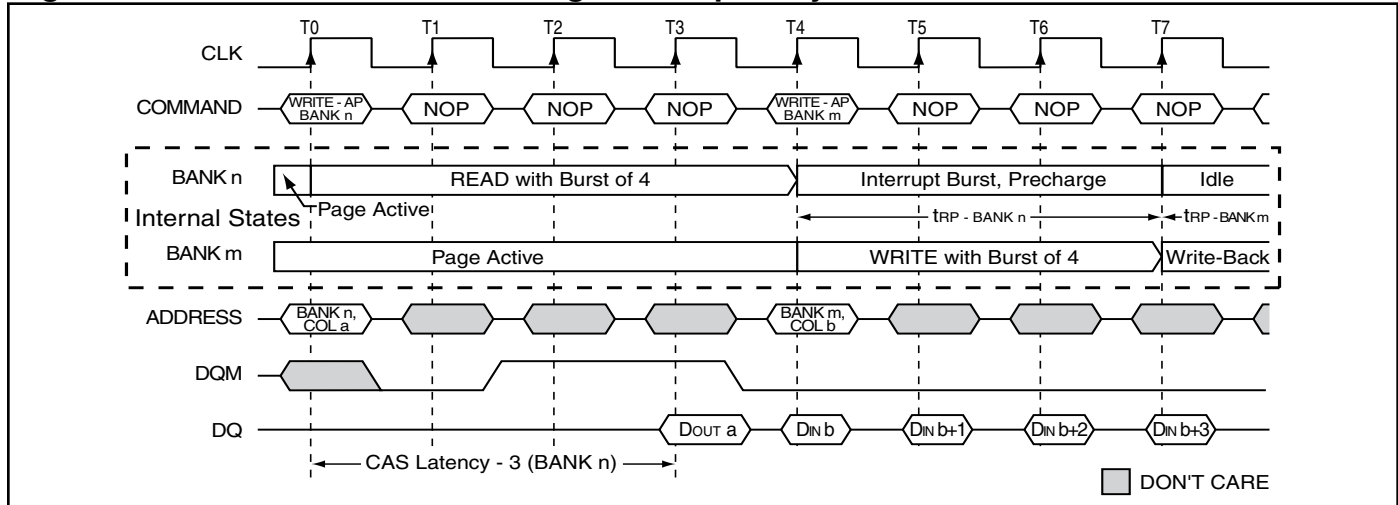 T0 T1 T2 T3 T4 T5 T6 T7
CLK
COMMAND WRITE - AP BANK n NOP NOP NOP WRITE - AP BANK m NOP NOP NOP
BANK n READ with Burst of 4 Interrupt Burst, Precharge Idle
Internal States Page Active tRP - BANK n tRP - BANK m
BANK m Page Active WRITE with Burst of 4 Write-Back
ADDRESS BANK n, COL a BANK m, COL b
DQM
DQ DOUT a DIN b DIN b+1 DIN b+2 DIN b+3
CAS Latency - 3 (BANK n)
DON'T CARE